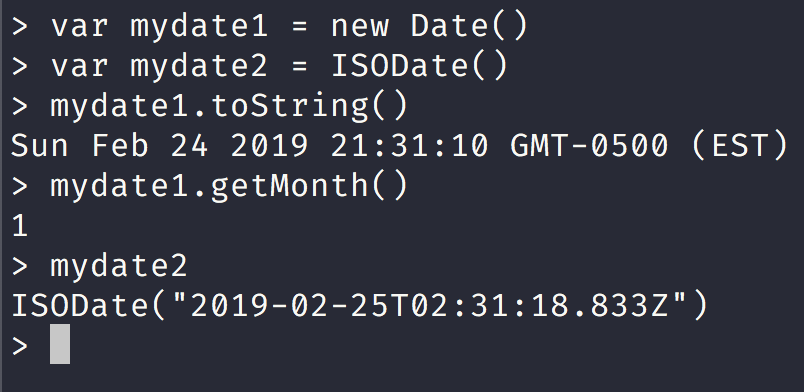 > var mydate1 = new Date()
> var mydate2 = ISODate()
> mydate1.toString()
Sun Feb 24 2019 21:31:10 GMT-0500 (EST)
> mydate1.getMonth()
1
> mydate2
ISODate("2019-02-25T02:31:18.833Z")
>